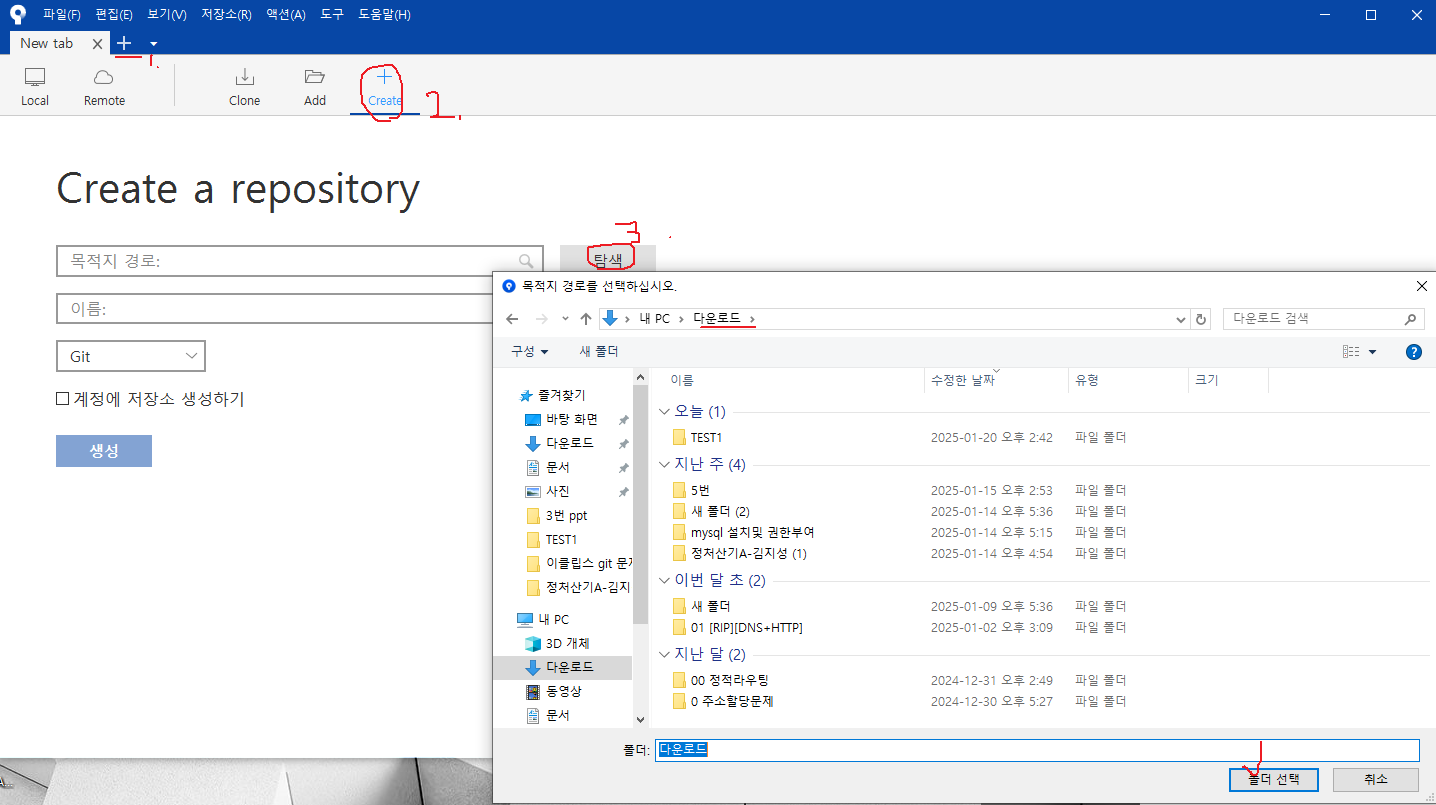 파일(F) 편집(E) 보기(V) 저장소(R) 액션(A) 도구 도움말(H)
New tab
1.
Local Remote Clone Add Create
2.
Create a repository
3
목적지 경로: 탐색
이름:
Git
계정에 저장소 생성하기
생성
목적지 경로를 선택하십시오.
내 PC 다운로드 다운로드 검색
구성 새 폴더
이름 수정한 날짜 유형 크기
즐겨찾기
바탕 화면
다운로드
문서
사진
3번 ppt
TEST1
이클립스 git 문
정처산기A-김지
내 PC
3D 개체
다운로드
동영상
문서
오늘 (1)
TEST1 2025-01-20 오후 2:42 파일 폴더
지난 주 (4)
5번 2025-01-15 오후 2:53 파일 폴더
새 폴더 (2) 2025-01-14 오후 5:36 파일 폴더
mysql 설치및 권한부여 2025-01-14 오후 5:15 파일 폴더
정처산기A-김지성 (1) 2025-01-14 오후 4:54 파일 폴더
이번 달 초 (2)
새 폴더 2025-01-09 오후 5:36 파일 폴더
01 [RIP][DNS+HTTP] 2025-01-02 오후 3:09 파일 폴더
지난 달 (2)
00 정적라우팅 2024-12-31 오후 2:49 파일 폴더
0 주소할당문제 2024-12-30 오후 5:27 파일 폴더
폴더: 다운로드
폴더 선택 취소